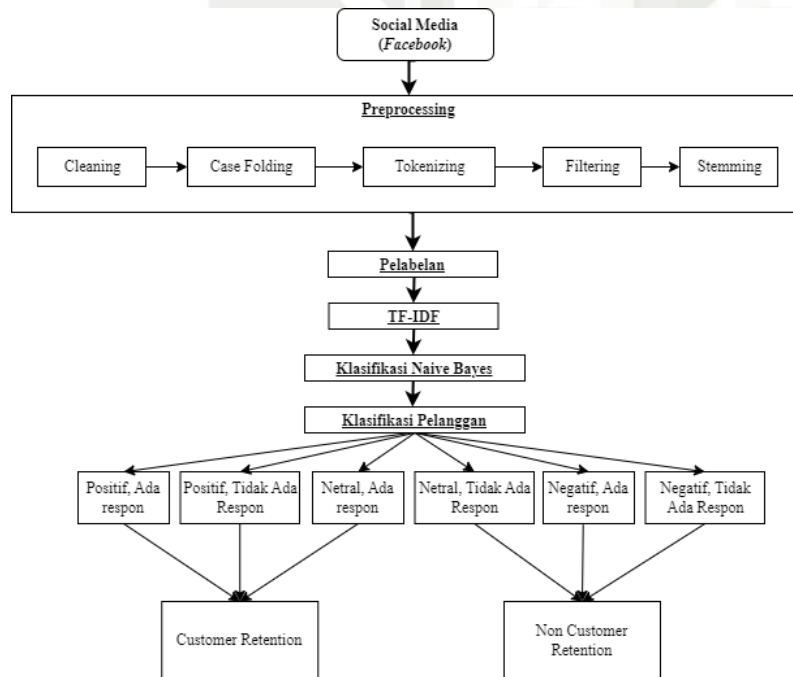 Social Media
(Facebook)
Preprocessing
Cleaning
Case Folding
Tokenizing
Filtering
Stemming
Pelabelan
TF-IDF
Klasifikasi Naive Bayes
Klasifikasi Pelanggan
Positif, Ada
respon
Positif, Tidak Ada
Respon
Netral, Ada
respon
Netral, Tidak Ada
Respon
Negatif, Ada
respon
Negatif, Tidak
Ada Respon
Customer Retention
Non Customer
Retention